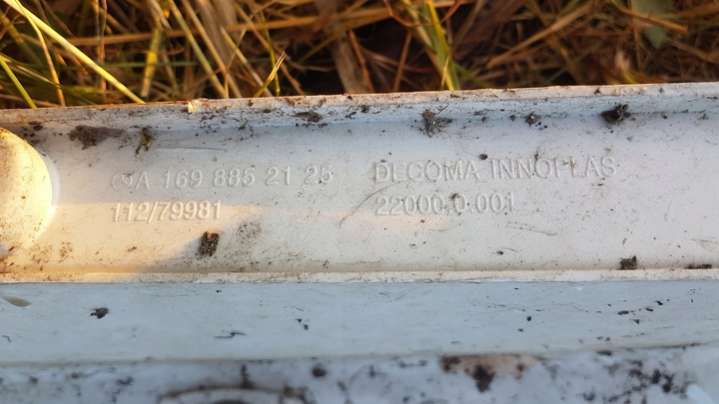 A 169 885 21 25 DECOMA INNOPLAS
112/79981 22000.0.001